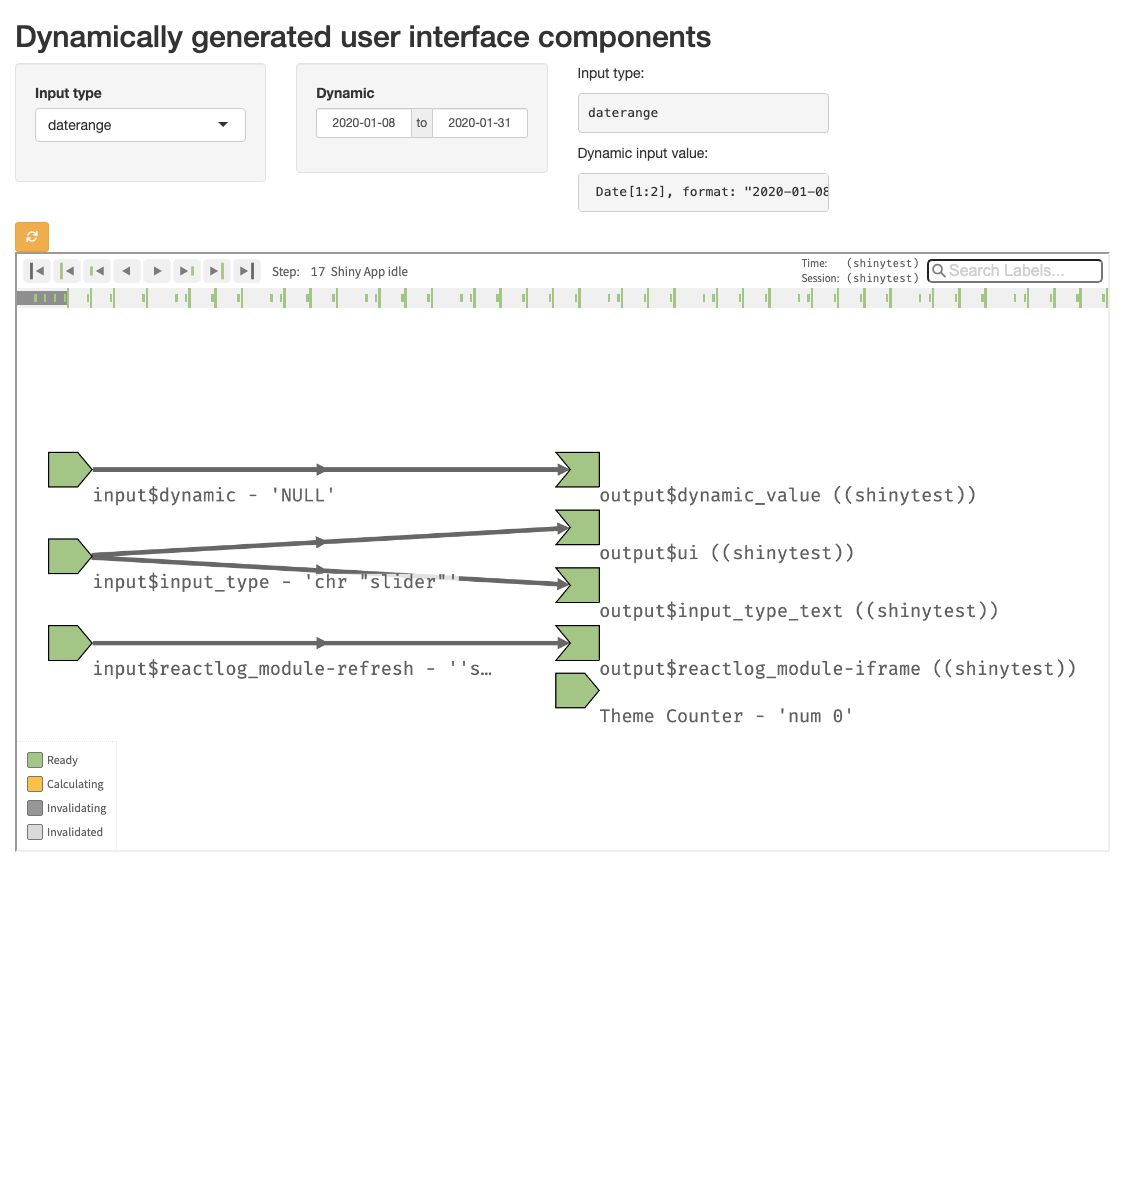 Dynamically generated user interface components
Input type
daterange
Dynamic
2020-01-08 to 2020-01-31
Input type:
daterange
Dynamic input value:
Date[1:2], format: "2020-01-08
Step: 17 Shiny App idle
Time: (shinytest)
Session: (shinytest)
Search Labels...
input$dynamic - 'NULL'
output$dynamic_value ((shinytest))
output$ui ((shinytest))
input$input_type - 'chr "slider"'
output$input_type_text ((shinytest))
input$reactlog_module-refresh - ''s…
output$reactlog_module-iframe ((shinytest))
Theme Counter - 'num 0'
Ready
Calculating
Invalidating
Invalidated